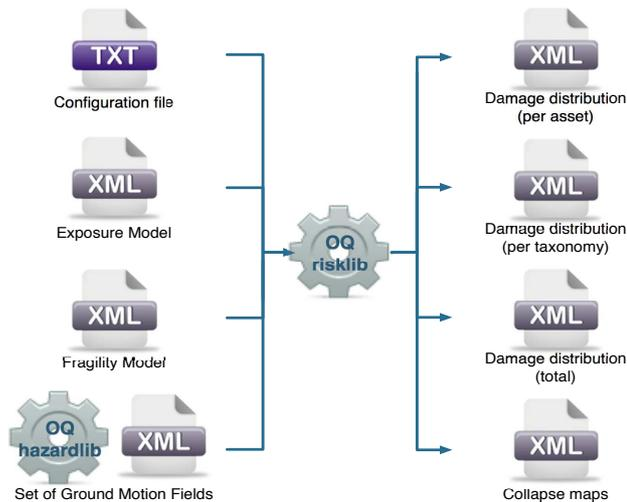 TXT
Configuration file
XML
Exposure Model
XML
Fragility Model
OQ
hazardlib
XML
Set of Ground Motion Fields
OQ
risklib
XML
Damage distribution
(per asset)
XML
Damage distribution
(per taxonomy)
XML
Damage distribution
(total)
XML
Collapse maps